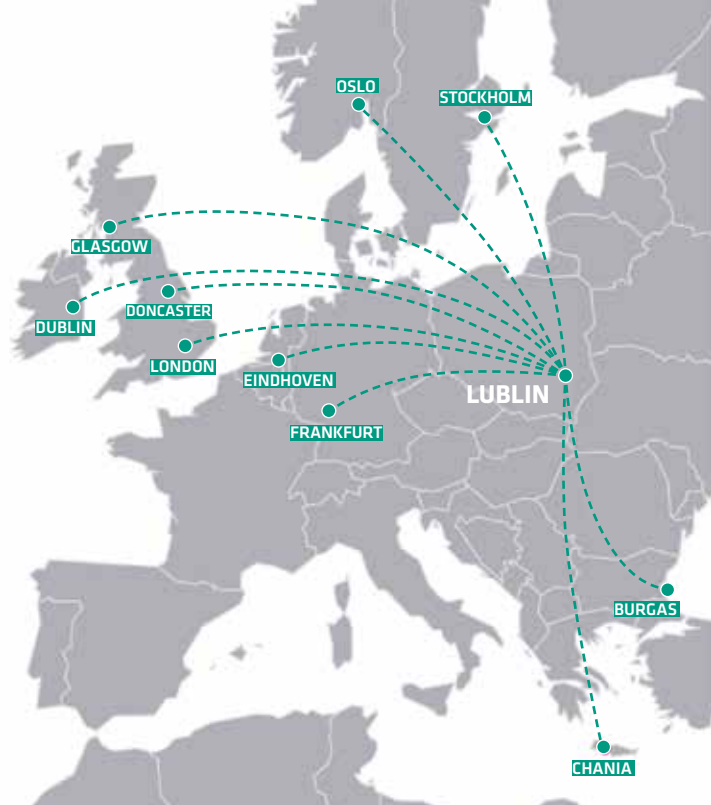 OSLO
STOCKHOLM
GLASGOW
DONCASTER
DUBLIN
LONDON
EINDHOVEN
LUBLIN
FRANKFURT
BURGAS
CHANIA